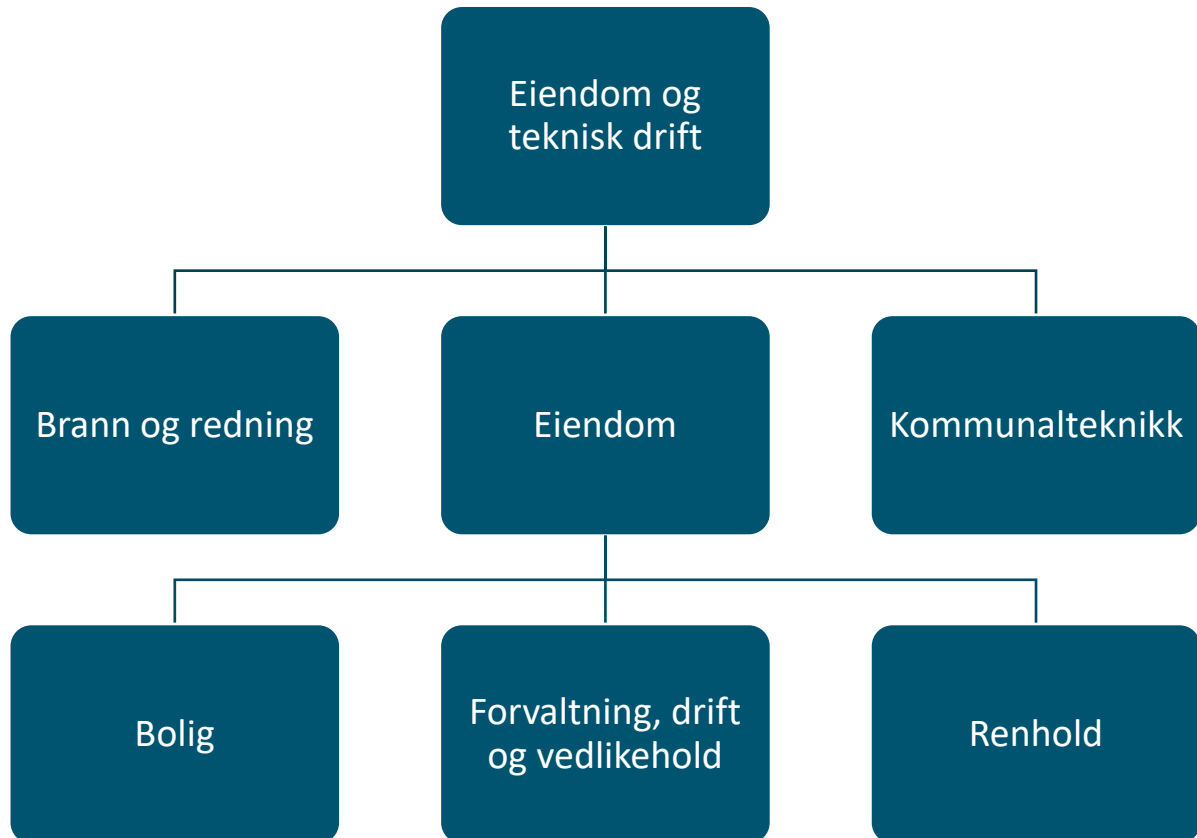 Eiendom og
teknisk drift
Brann og redning
Eiendom
Kommunalteknikk
Bolig
Forvaltning, drift
og vedlikehold
Renhold